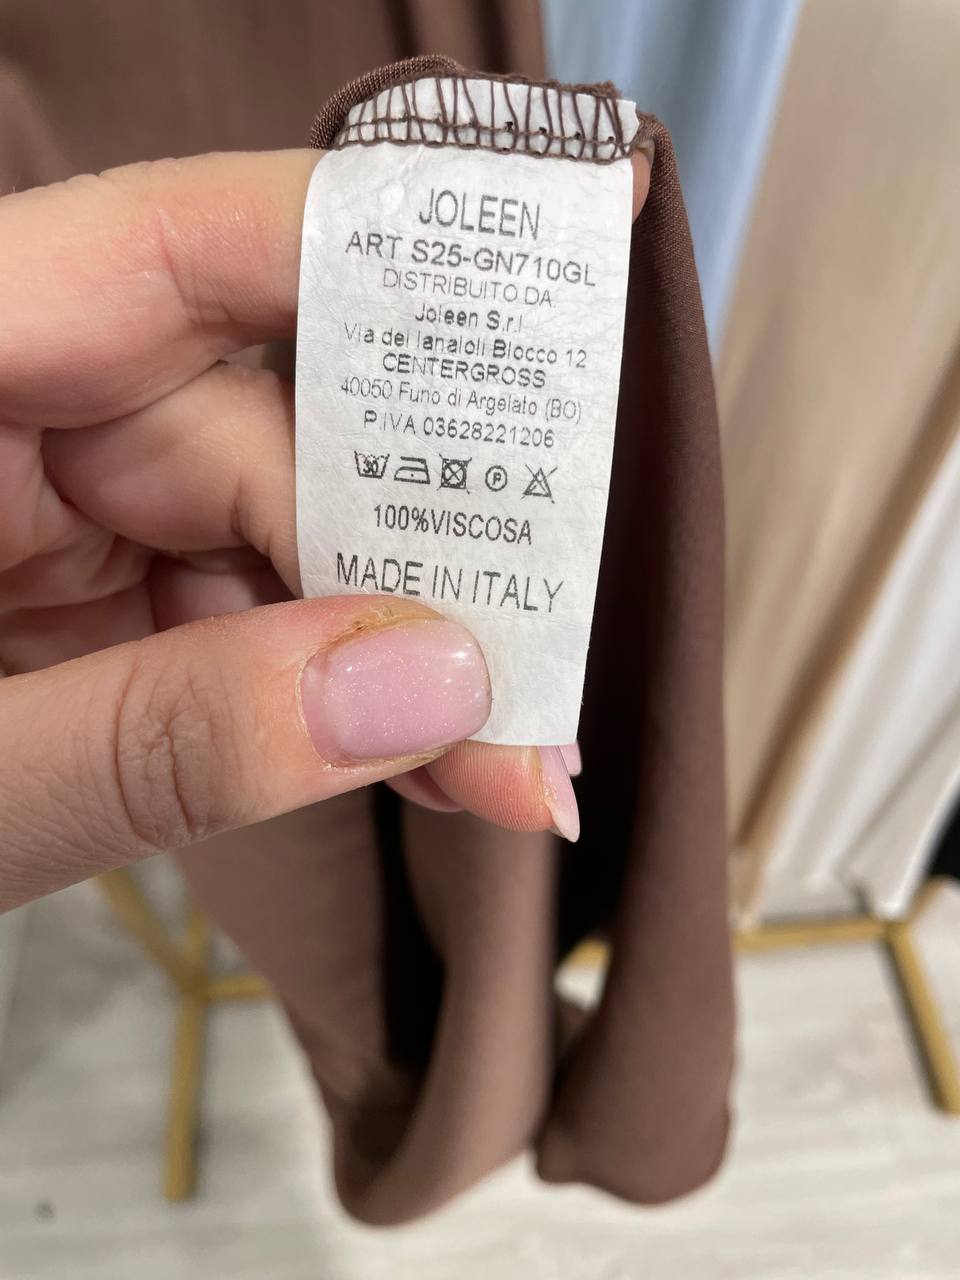 JOLEEN
ART S25-GN710GL
DISTRIBUITO DA
Joleen S.r.l
Via dei lanaioli Blocco 12
CENTERGROSS
40050 Funo di Argelato (BO)
P.IVA 03628221206
30 P
100%VISCOSA
MADE IN ITALY